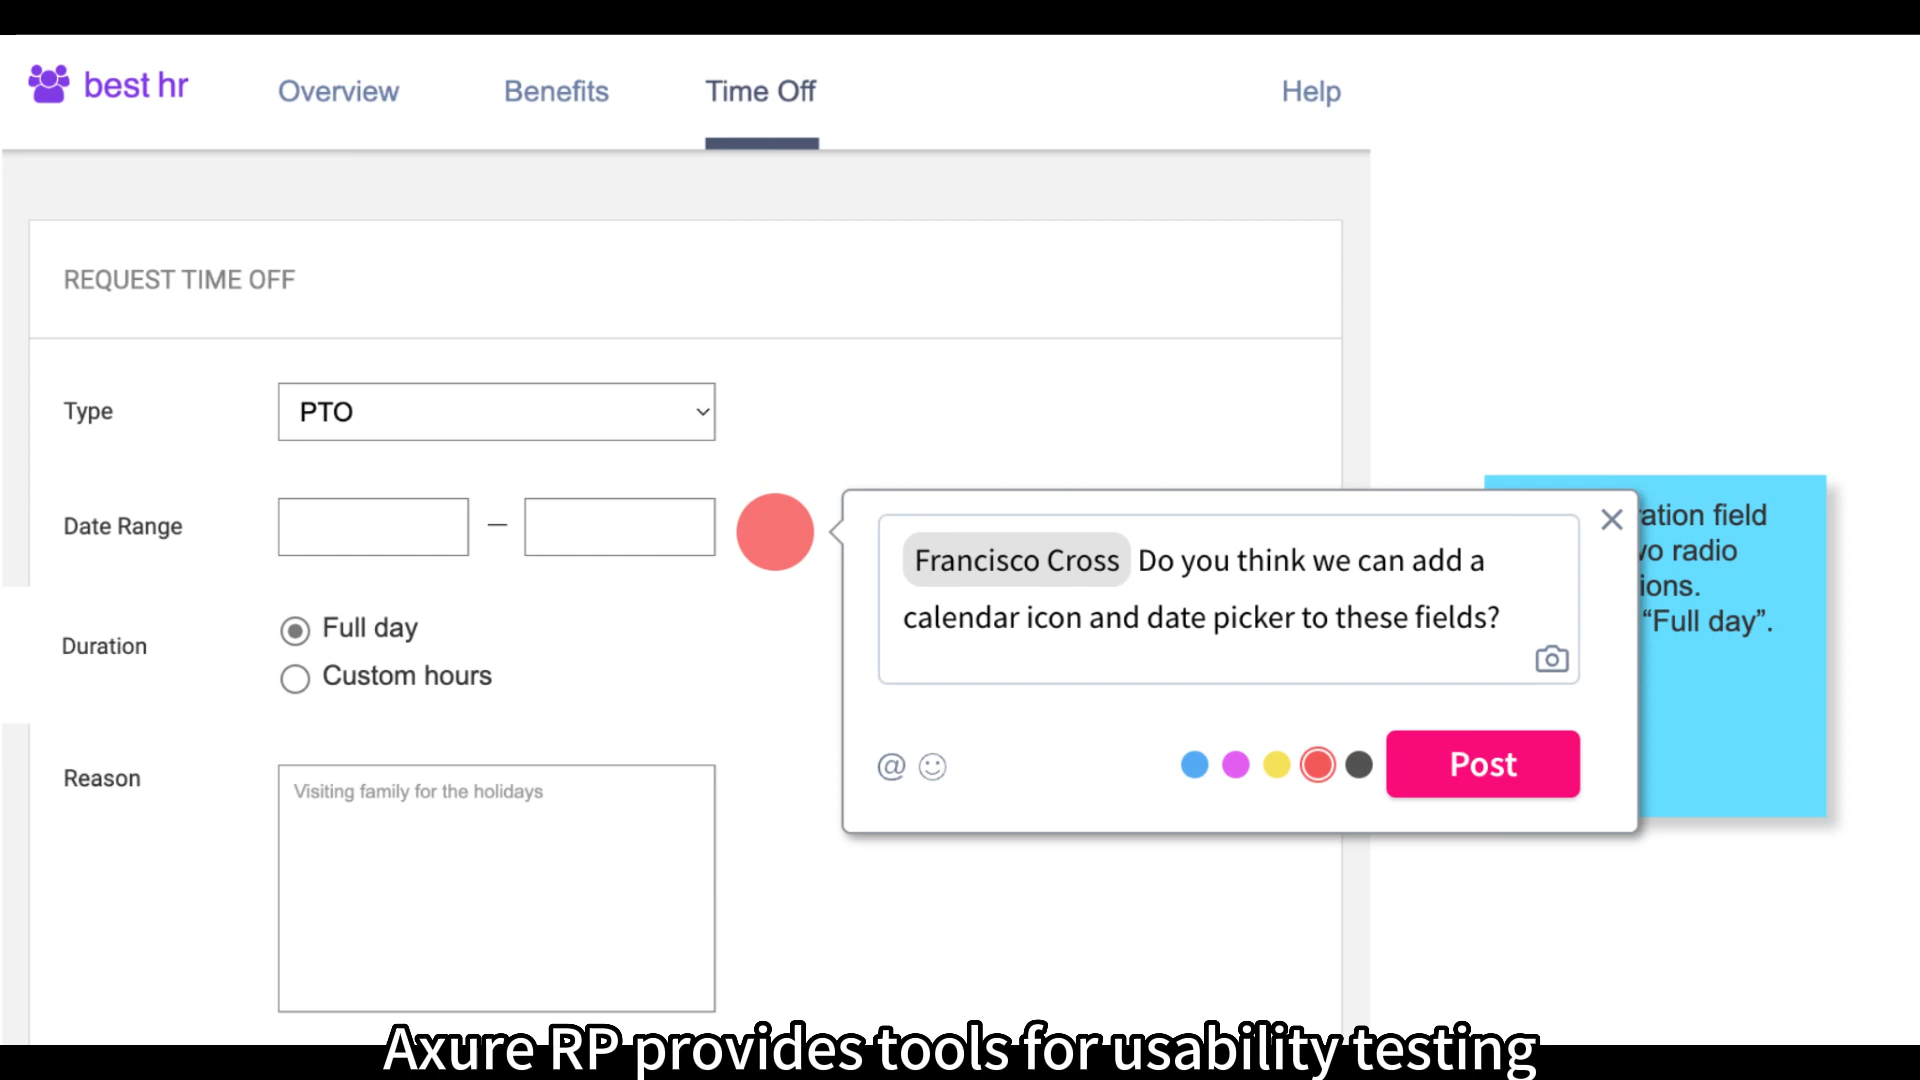 best hr
Overview
Benefits
Time Off
Help
REQUEST TIME OFF
Type
PTO
Date Range
Francisco Cross Do you think we can add a
calendar icon and date picker to these fields?
field
radio
"Full day".
Duration
Full day
Custom hours
@
Post
Reason
Visiting family for the holidays
Axure RP provides tools for usability testing